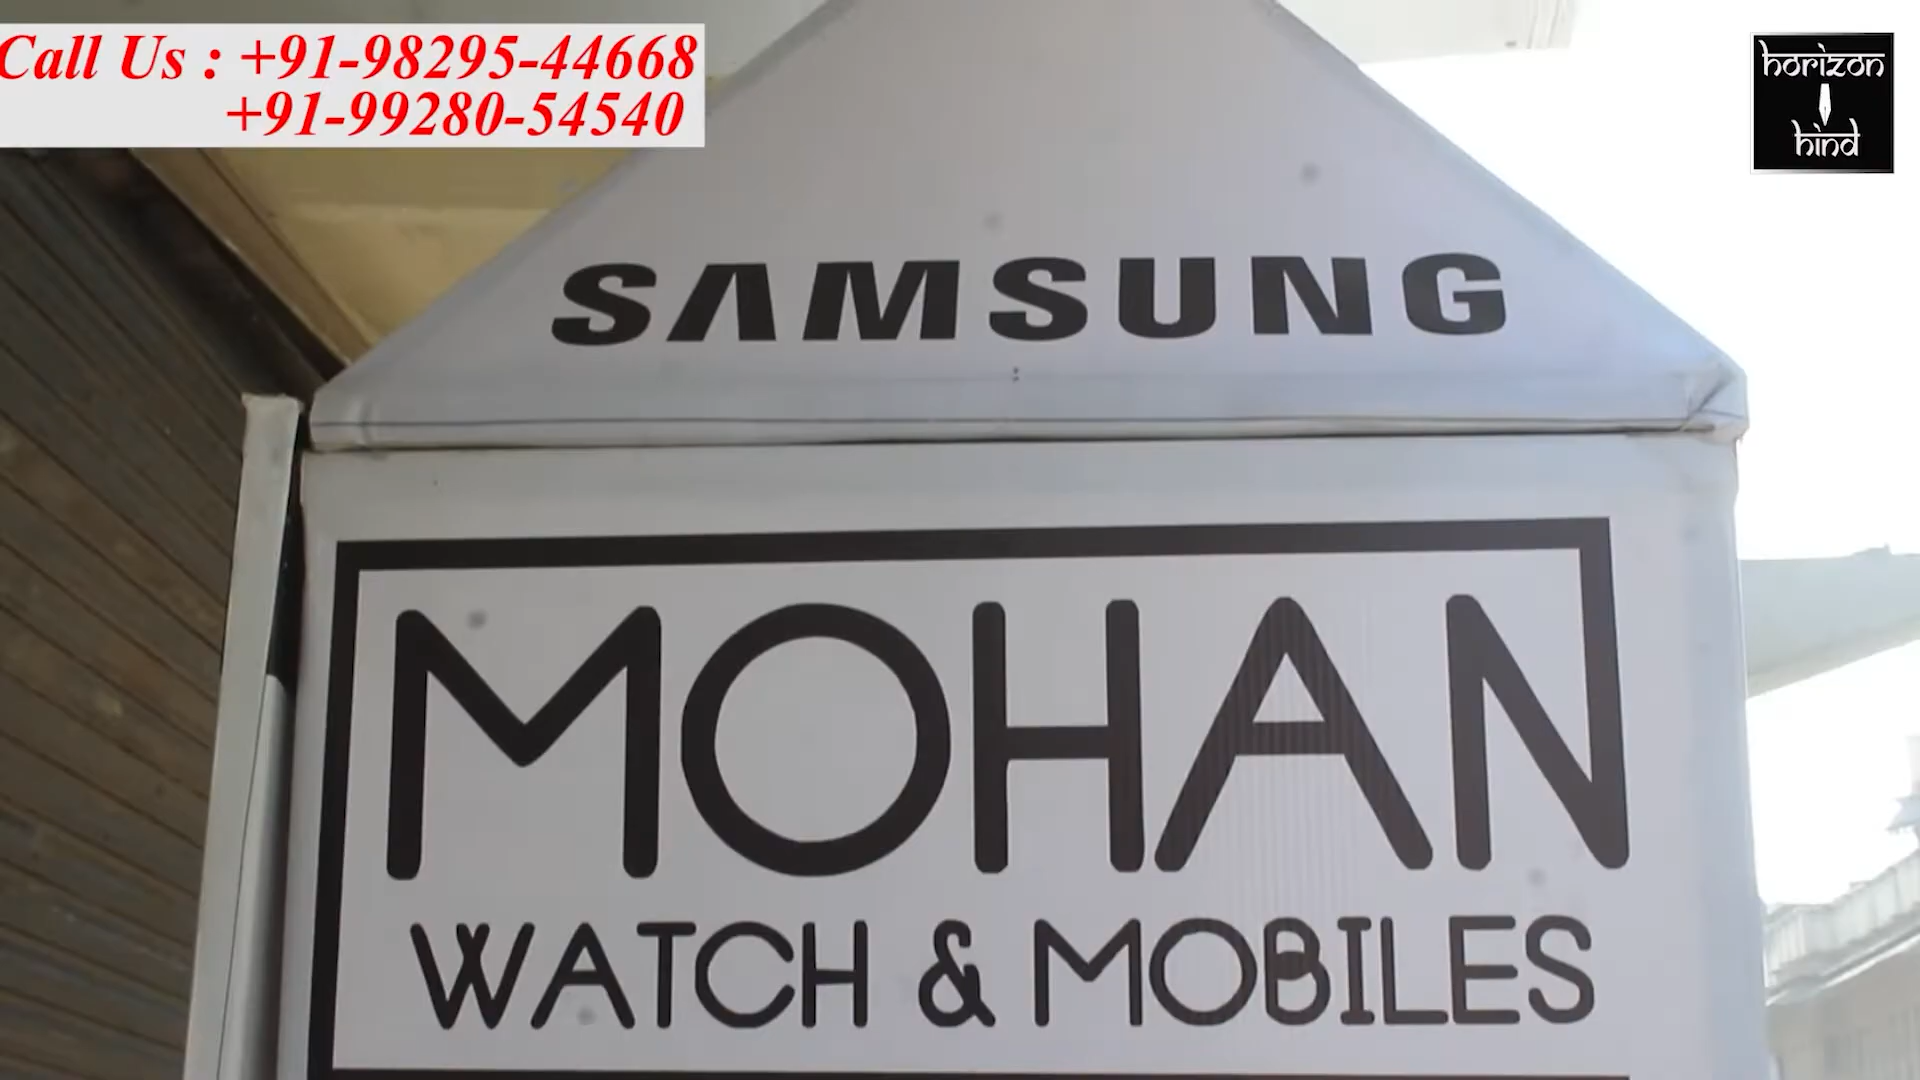 Call Us : +91-98295-44668
+91-99280-54540
horizon
hind
SAMSUNG
MOHAN
WATCH & MOBILES